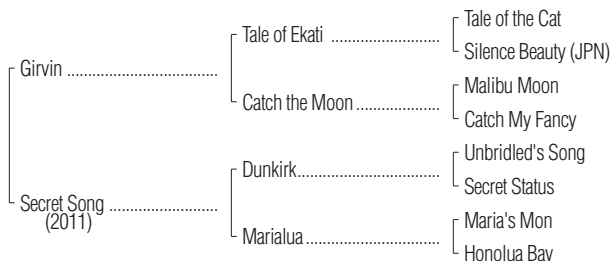 Tale of the Cat
Tale of Ekati ..........................
Silence Beauty (JPN)
Girvin ....................................
Malibu Moon
Catch the Moon ....................
Catch My Fancy
Unbridled's Song
Dunkirk..................................
Secret Status
Secret Song ..........................
(2011)
Maria's Mon
Marialua ................................
Honolua Bay